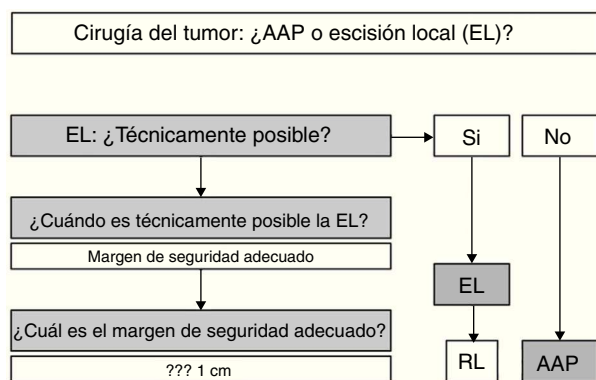 Cirugía del tumor: ¿AAP o escisión local (EL)?
EL: ¿Técnicamente posible?
Si
No
¿Cuándo es técnicamente posible la EL?
Margen de seguridad adecuado
EL
¿Cuál es el margen de seguridad adecuado?
??? 1 cm
RL
AAP